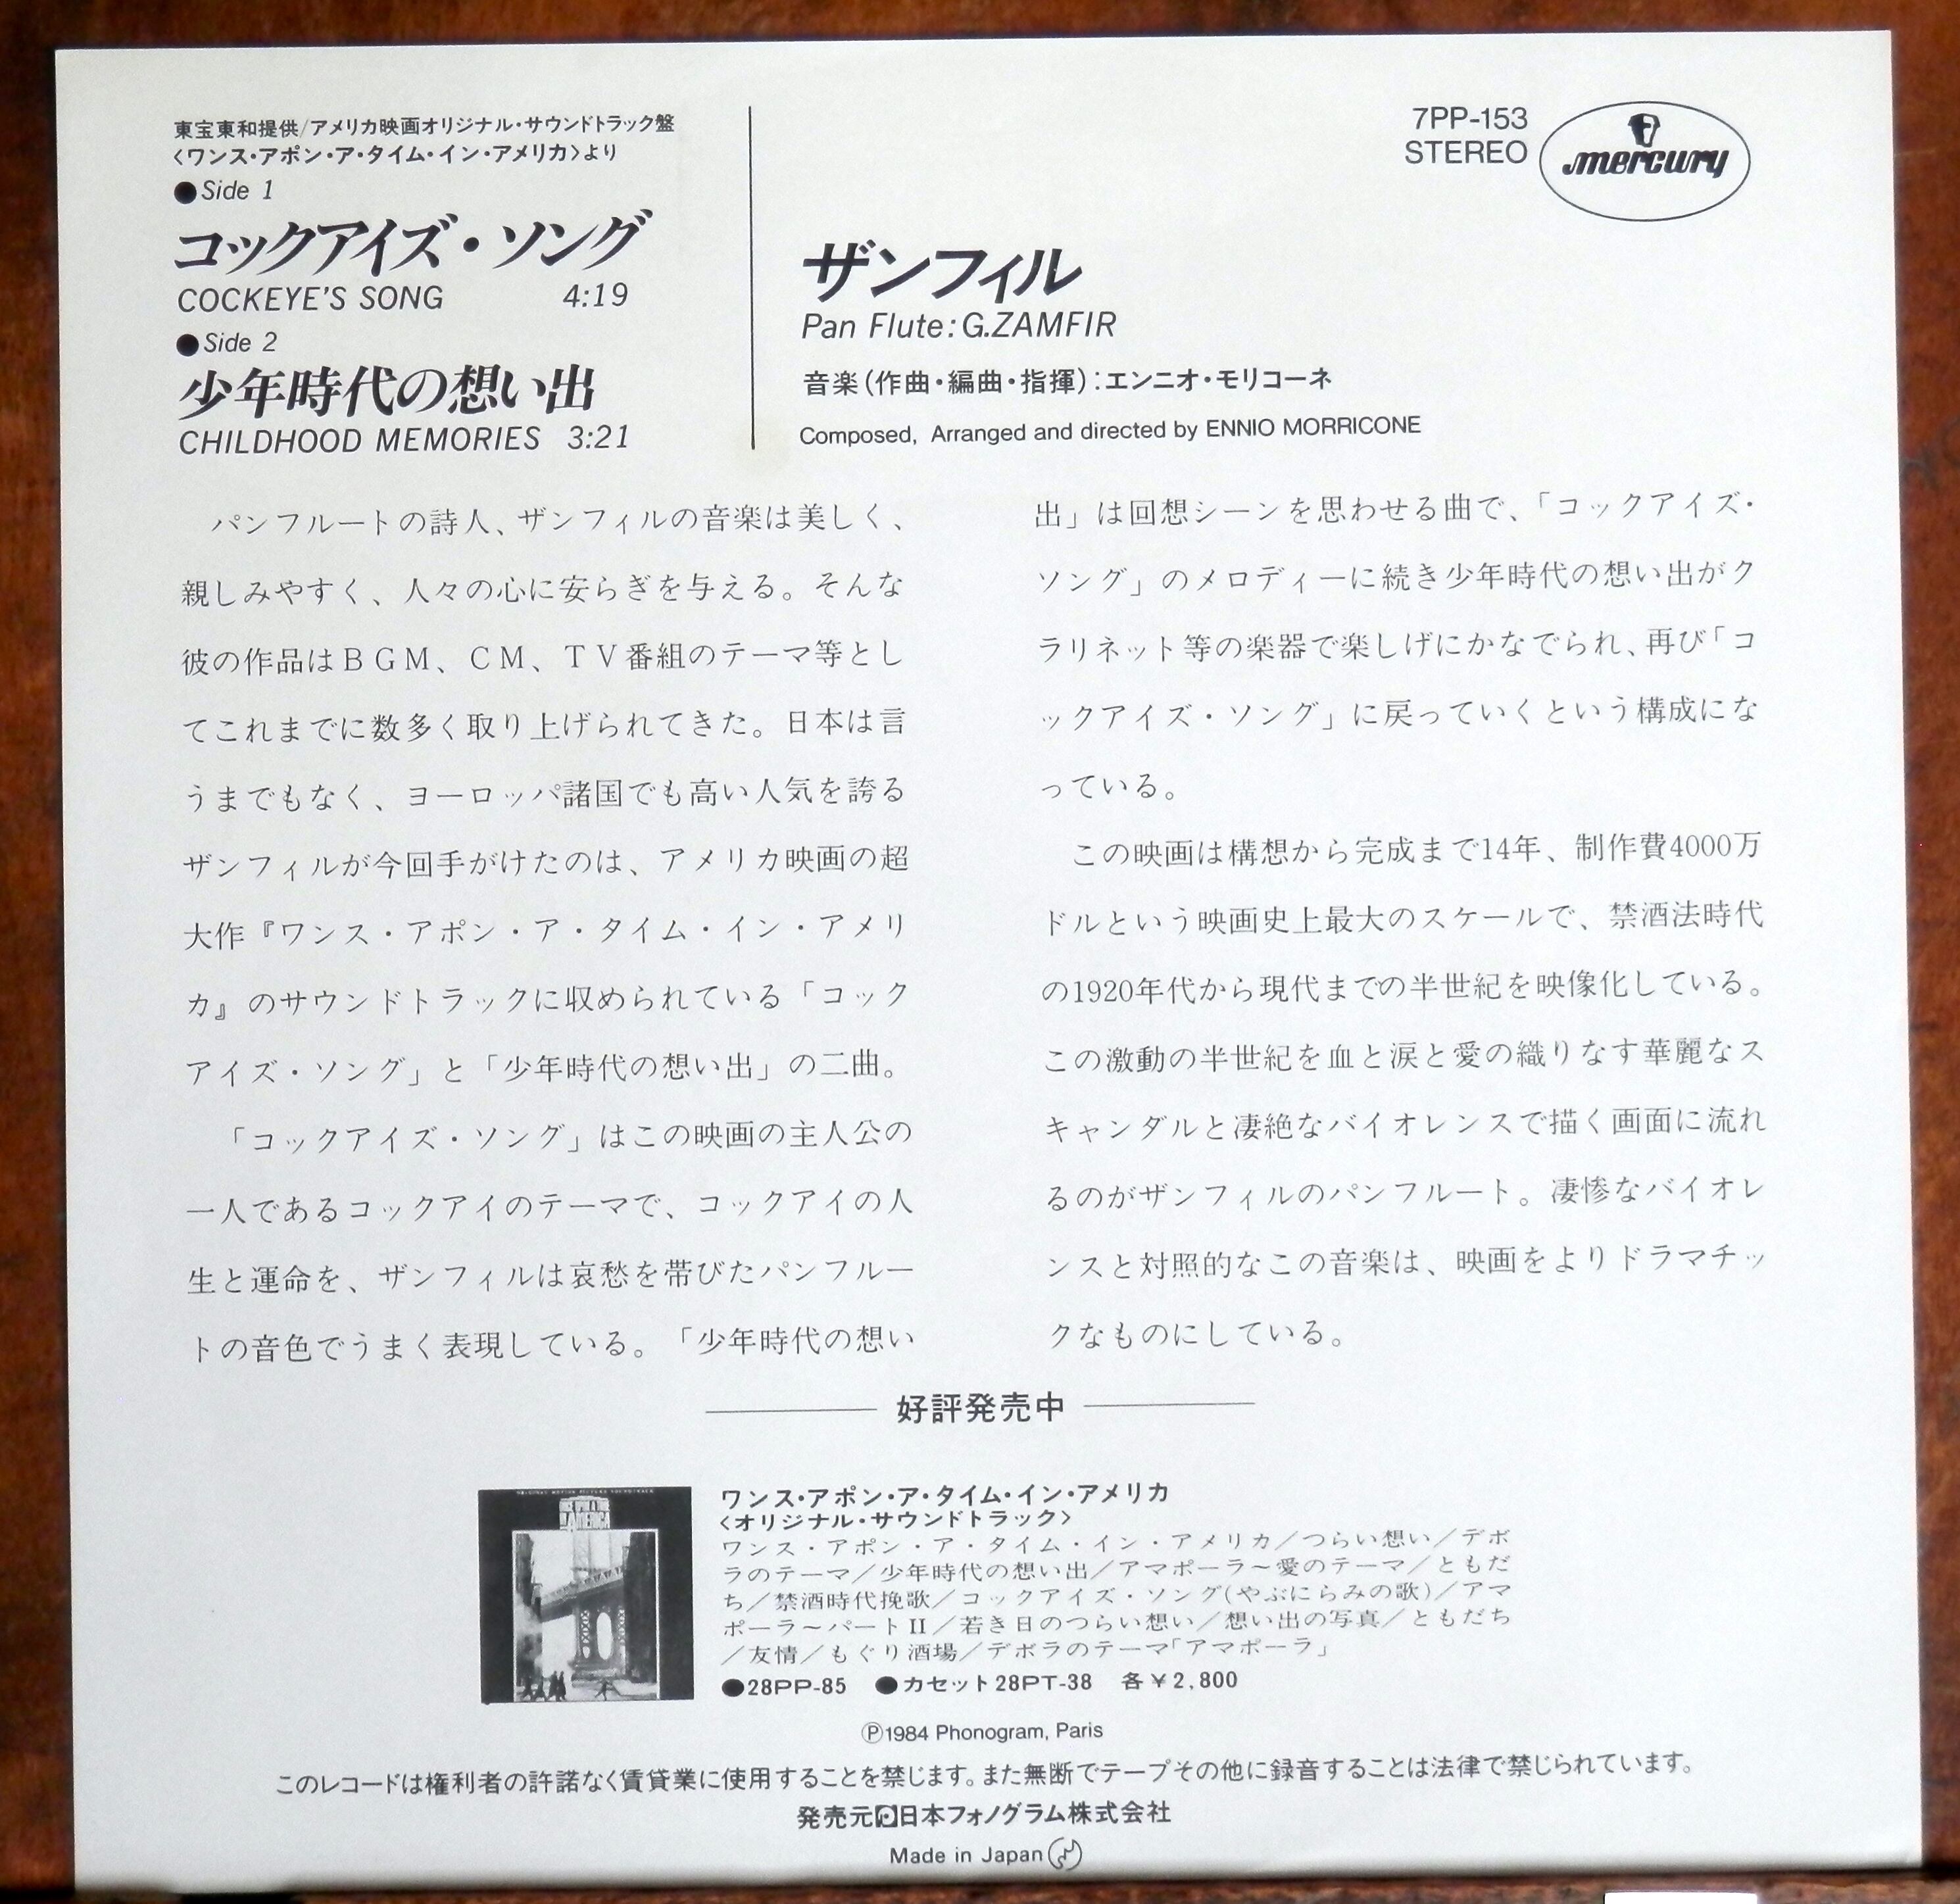 東宝東和提供/アメリカ映画オリジナル・サウンドトラック盤
〈ワンス・アポン・ア・タイム・イン・アメリカ〉より
●Side 1
コックアイズ・ソング
COCKEYE'S SONG 4:19
●Side 2
少年時代の想い出
CHILDHOOD MEMORIES 3:21
ザンフィル
Pan Flute:G.ZAMFIR
音楽(作曲・編曲・指揮):エンニオ・モリコーネ
Composed, Arranged and directed by ENNIO MORRICONE
7PP-153
STEREO
mercury
パンフルートの詩人、ザンフィルの音楽は美しく、
親しみやすく、人々の心に安らぎを与える。そんな
彼の作品はＢＧＭ、ＣＭ、ＴＶ番組のテーマ等とし
てこれまでに数多く取り上げられてきた。日本は言
うまでもなく、ヨーロッパ諸国でも高い人気を誇る
ザンフィルが今回手がけたのは、アメリカ映画の超
大作『ワンス・アポン・ア・タイム・イン・アメリ
カ』のサウンドトラックに収められている「コック
アイズ・ソング」と「少年時代の想い出」の二曲。
「コックアイズ・ソング」はこの映画の主人公の
一人であるコックアイのテーマで、コックアイの人
生と運命を、ザンフィルは哀愁を帯びたパンフルー
トの音色でうまく表現している。「少年時代の想い
出」は回想シーンを思わせる曲で、「コックアイズ・
ソング」のメロディーに続き少年時代の想い出がク
ラリネット等の楽器で楽しげにかなでられ、再び「コ
ックアイズ・ソング」に戻っていくという構成にな
っている。
この映画は構想から完成まで14年、制作費4000万
ドルという映画史上最大のスケールで、禁酒法時代
の1920年代から現代までの半世紀を映像化している。
この激動の半世紀を血と涙と愛の織りなす華麗なス
キャンダルと凄絶なバイオレンスで描く画面に流れ
るのがザンフィルのパンフルート。凄惨なバイオレ
ンスと対照的なこの音楽は、映画をよりドラマチッ
クなものにしている。
好評発売中
ワンス・アポン・ア・タイム・イン・アメリカ
〈オリジナル・サウンドトラック〉
ワンス・アポン・ア・タイム・イン・アメリカ／つらい想い／デボ
ラのテーマ／少年時代の想い出／アマポーラ～愛のテーマ／ともだ
ち／禁酒時代挽歌／コックアイズ・ソング(やぶにらみの歌)／アマ
ポーラ～パートⅡ／若き日のつらい想い／想い出の写真／ともだち
／友情／もぐり酒場／デボラのテーマ「アマポーラ」
●28PP-85 ●カセット28PT-38 各￥2,800
Ⓟ1984 Phonogram, Paris
このレコードは権利者の許諾なく賃貸業に使用することを禁じます。また無断でテープその他に録音することは法律で禁じられています。
発売元 日本フォノグラム株式会社
Made in Japan